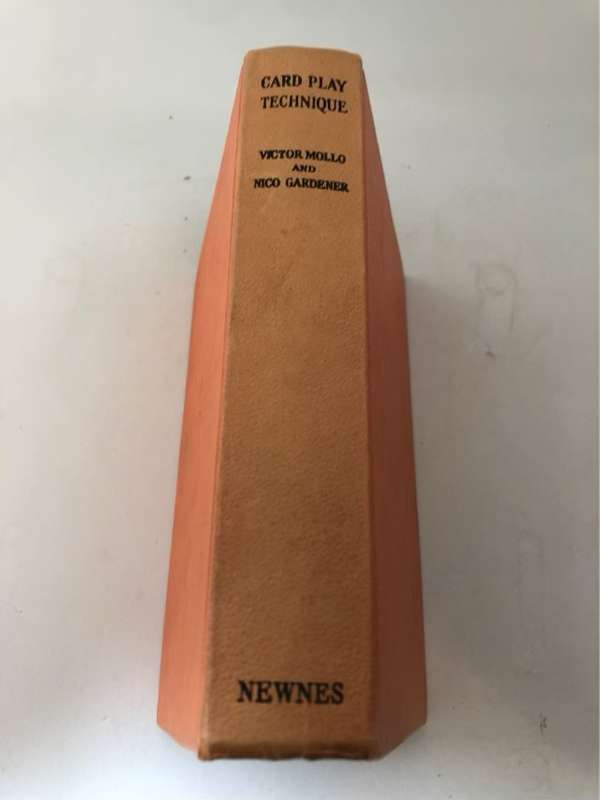 CARD PLAY
TECHNIQUE
VICTOR MOLLO
AND
NICO GARDENER
NEWNES